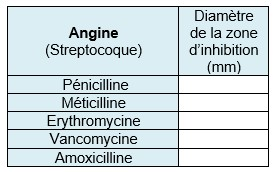 Angine
(Streptocoque)
Diamètre
de la zone
d'inhibition
(mm)
Pénicilline
Méticilline
Erythromycine
Vancomycine
Amoxicilline